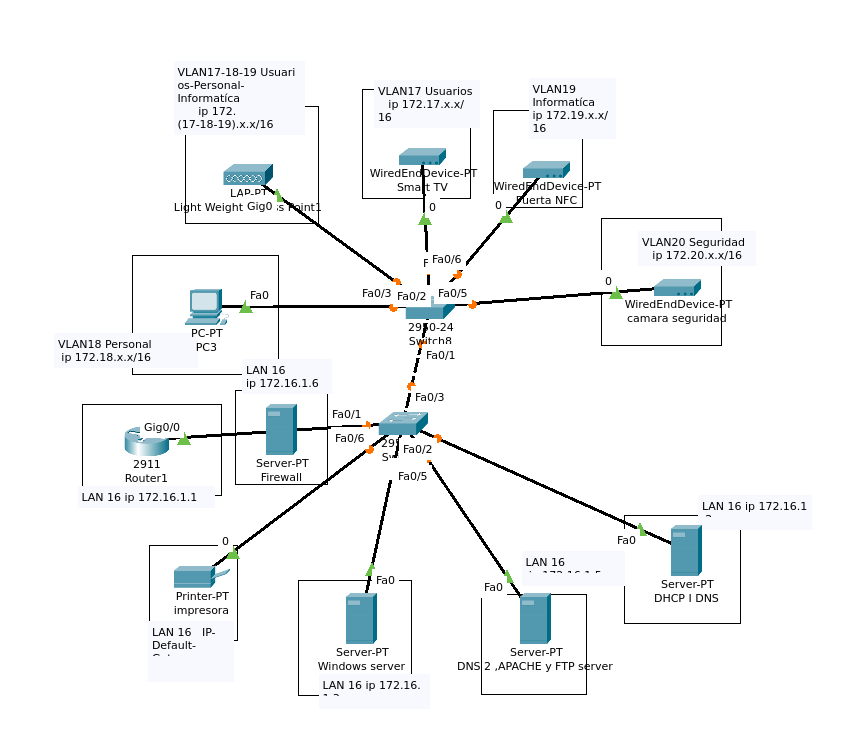 VLAN17-18-19 Usuari
os-Personal-
Informatíca
ip 172.
(17-18-19).x.x/16
LAP-PT
Light Weight
Gig0
s Point1
VLAN17 Usuarios
ip 172.17.x.x/
16
WiredEndDevice-PT
Smart TV
0
VLAN19
Informatíca
ip 172.19.x.x/
16
WiredEndDevice-PT
Puerta NFC
0
VLAN20 Seguridad
ip 172.20.x.x/16
0
WiredEndDevice-PT
camara seguridad
F
Fa0/6
Fa0/3
Fa0/2
Fa0/5
2950-24
Switch8
Fa0/1
Fa0
PC-PT
PC3
VLAN18 Personal
ip 172.18.x.x/16
LAN 16
ip 172.16.1.6
Server-PT
Firewall
Gig0/0
2911
Router1
LAN 16 ip 172.16.1.1
Fa0/3
Fa0/1
Fa0/6
Fa0/2
Fa0/5
0
Printer-PT
impresora
LAN 16 IP-
Default-
Fa0
Server-PT
Windows server
LAN 16 ip 172.16.
LAN 16
Fa0
Server-PT
DNS 2 ,APACHE y FTP server
LAN 16 ip 172.16.1
Fa0
Server-PT
DHCP I DNS